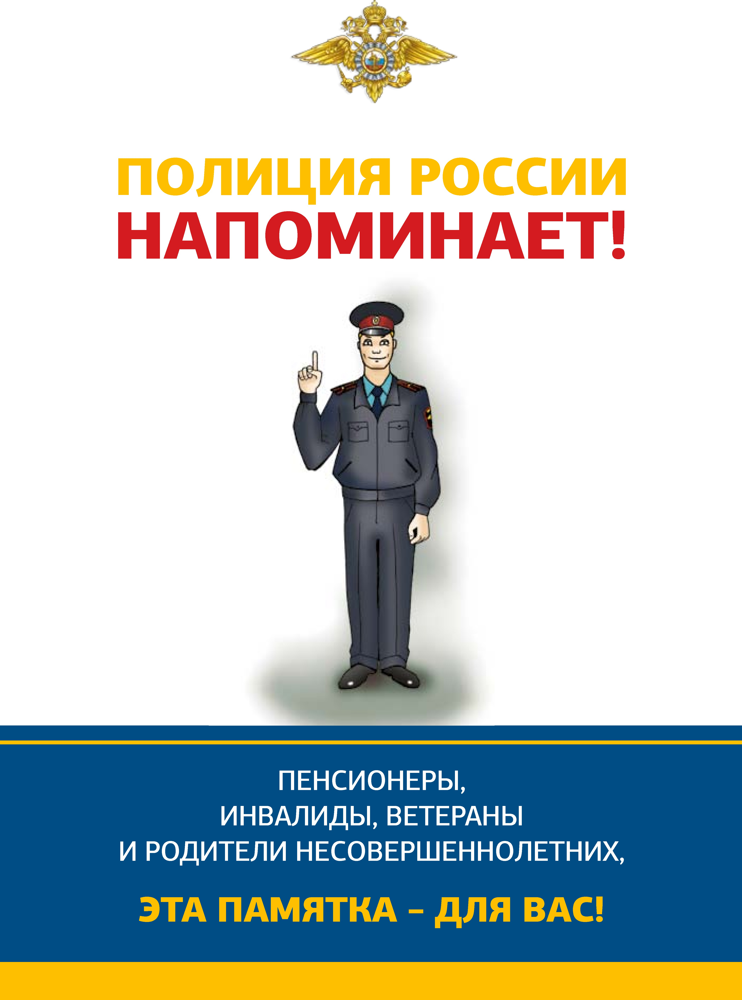 ПОЛИЦИЯ РОССИИ
НАПОМИНАЕТ!
ПЕНСИОНЕРЫ,
ИНВАЛИДЫ, ВЕТЕРАНЫ
И РОДИТЕЛИ НЕСОВЕРШЕННОЛЕТНИХ,
ЭТА ПАМЯТКА – ДЛЯ ВАС!